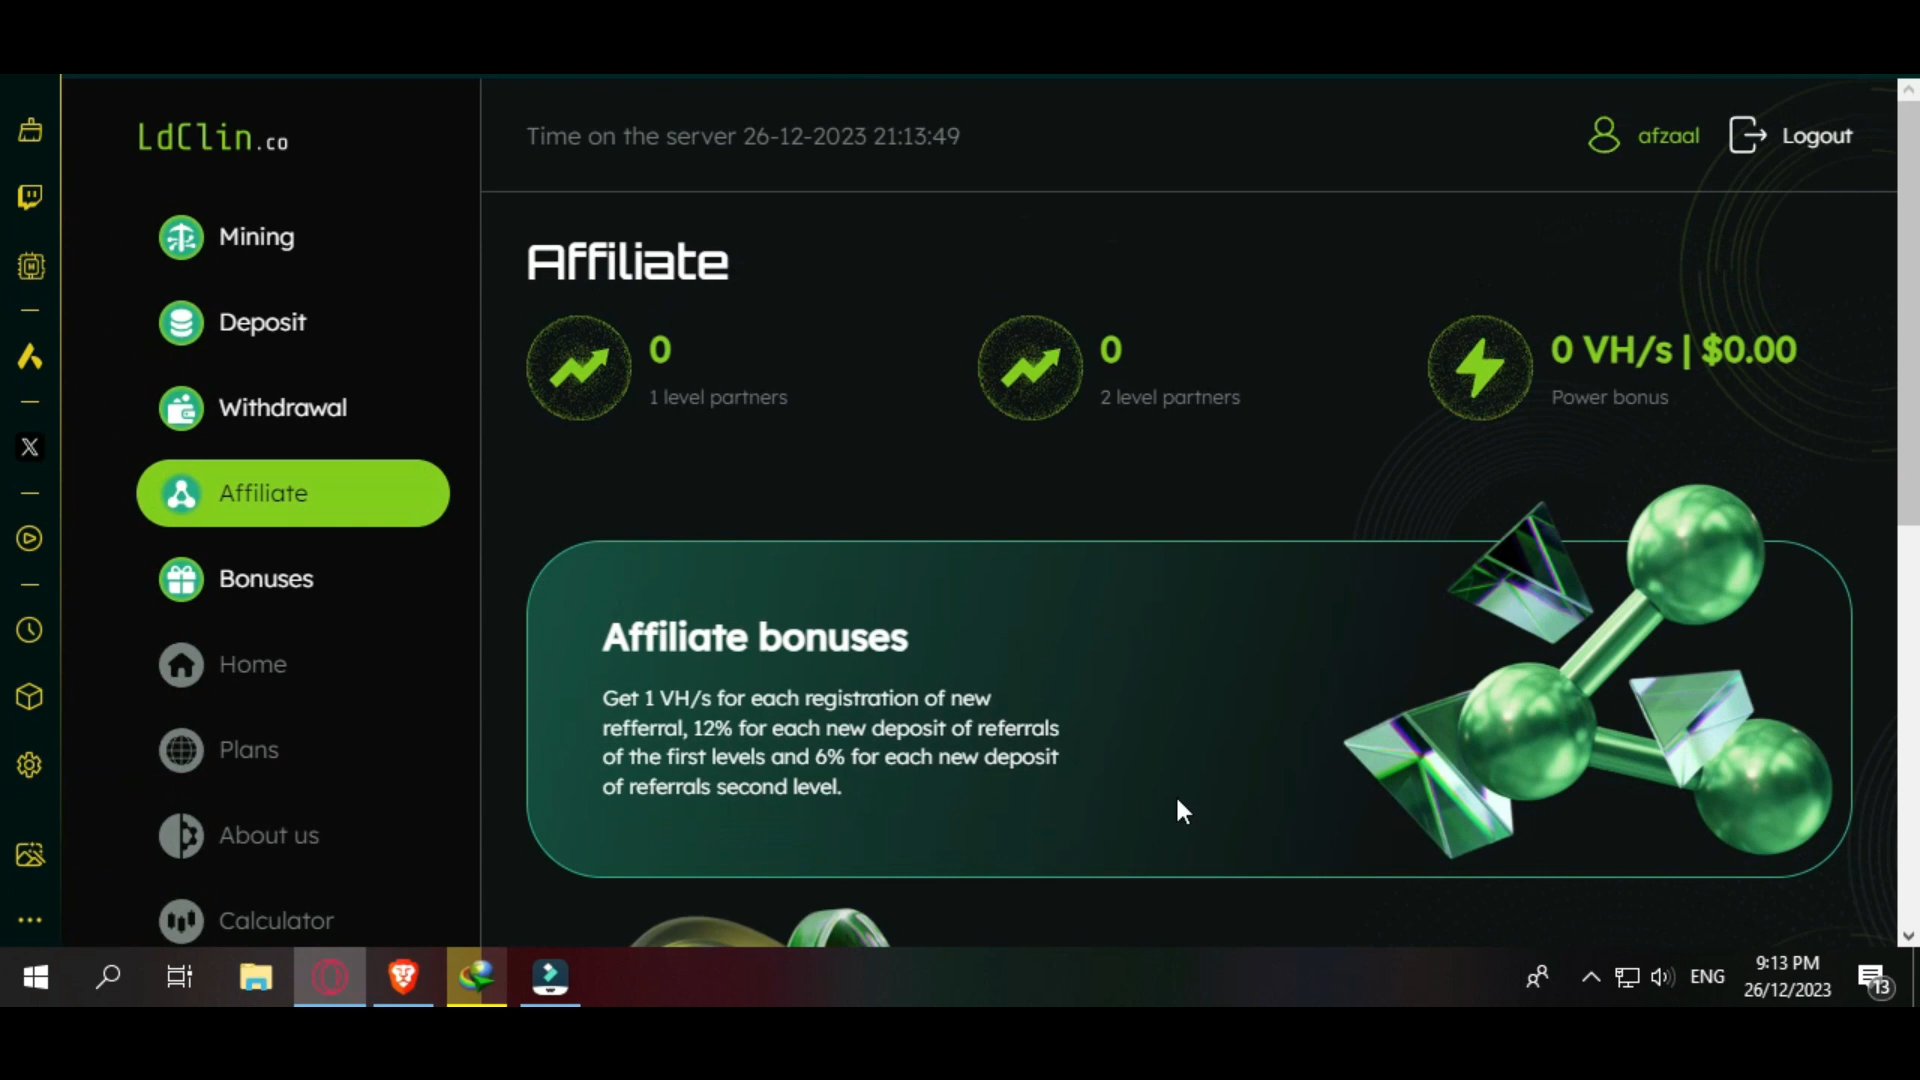 LdClin.co
Time on the server 26-12-2023 21:13:49
afzaal
Logout
Mining
Deposit
Withdrawal
Affiliate
Bonuses
Home
Plans
About us
Calculator
Affiliate
0
1 level partners
0
2 level partners
0 VH/s | $0.00
Power bonus
Affiliate bonuses
Get 1 VH/s for each registration of new
refferral, 12% for each new deposit of referrals
of the first levels and 6% for each new deposit
of referrals second level.
ENG
9:13 PM
26/12/2023
13